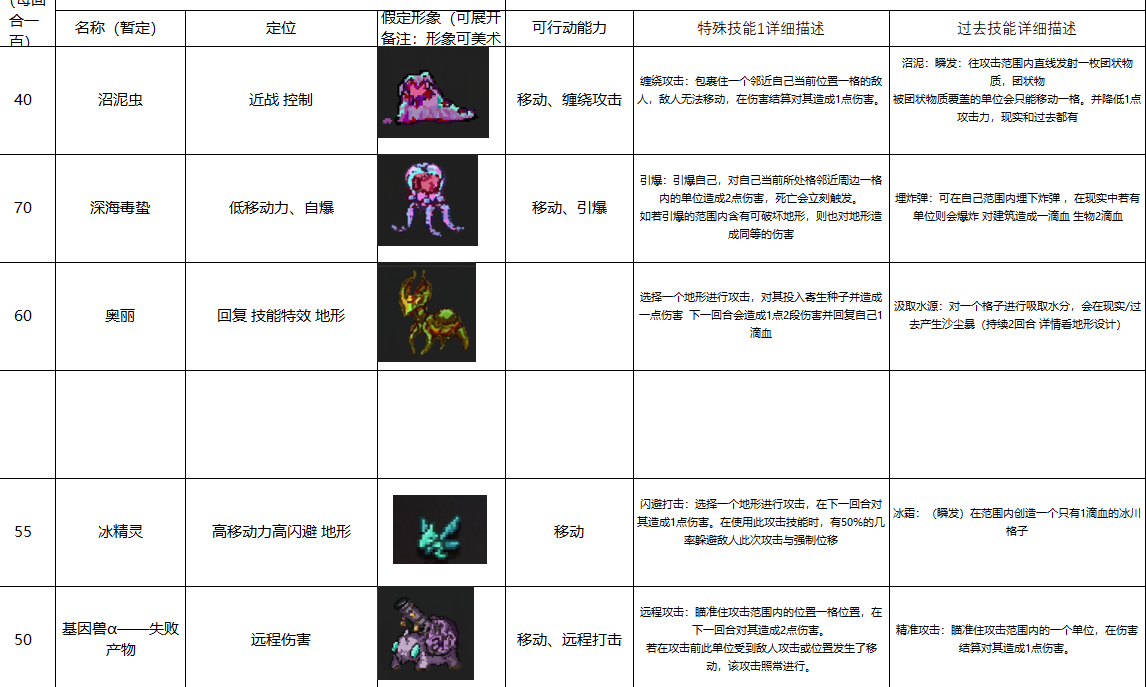 (每回
合一
百)
名称（暂定）
定位
假定形象（可展开
备注：形象可美术
可行动能力
特殊技能1详细描述
过去技能详细描述
40
沼泥虫
近战 控制
移动、缠绕攻击
缠绕攻击：包裹住一个邻近自己当前位置一格的敌
人，敌人无法移动，在伤害结算对其造成1点伤害。
沼泥：瞬发：往攻击范围内直线发射一枚团状物
质，团状物
被团状物质覆盖的单位会只能移动一格。并降低1点
攻击力，现实和过去都有
70
深海毒蛰
低移动力、自爆
移动、引爆
引爆：引爆自己，对自己当前所处格邻近周边一格
内的单位造成2点伤害，死亡会立刻触发。
如若引爆的范围内含有可破坏地形，则也对地形造
成同等的伤害
埋炸弹：可在自己范围内埋下炸弹 ，在现实中若有
单位则会爆炸 对建筑造成一滴血 生物2滴血
60
奥丽
回复 技能特效 地形
选择一个地形进行攻击，对其投入寄生种子并造成
一点伤害 下一回合会造成1点2段伤害并回复自己1
滴血
汲取水源：对一个格子进行吸取水分，会在现实/过
去产生沙尘暴（持续2回合 详情看地形设计）
55
冰精灵
高移动力高闪避 地形
移动
闪避打击：选择一个地形进行攻击，在下一回合对
其造成1点伤害。在使用此攻击技能时，有50%的几
率躲避敌人此次攻击与强制位移
冰霜：（瞬发）在范围内创造一个只有1滴血的冰川
格子
50
基因兽α——失败
产物
远程伤害
移动、远程打击
远程攻击：瞄准住攻击范围内的位置一格位置，在
下一回合对其造成2点伤害。
若在攻击前此单位受到敌人攻击或位置发生了移
动，该攻击照常进行。
精准攻击：瞄准住攻击范围内的一个单位，在伤害
结算对其造成1点伤害。